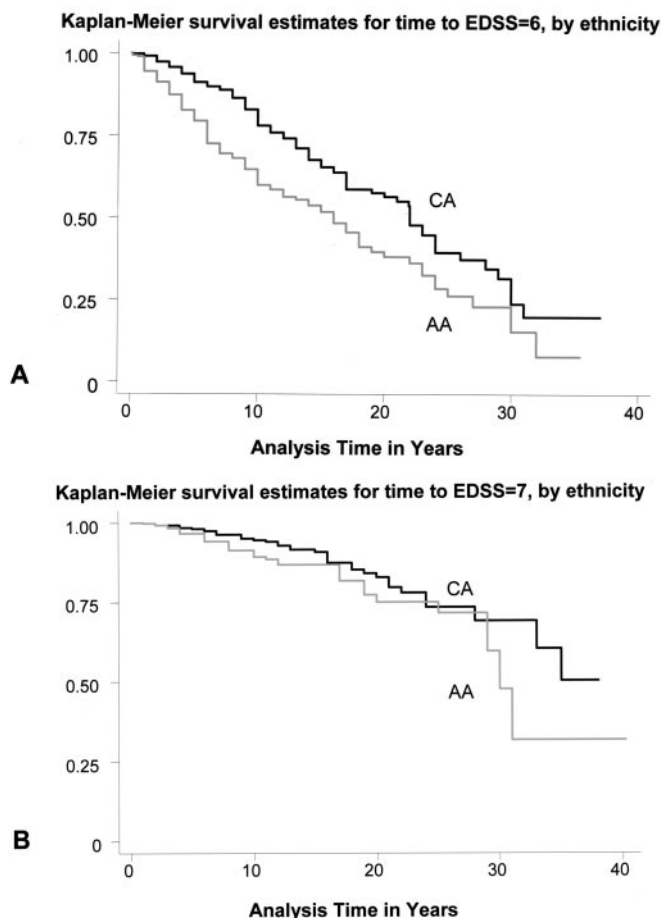 Kaplan-Meier survival estimates for time to EDSS=6, by ethnicity
1.00
0.75
0.50
0.25
0
CA
AA
A
0 10 20 30 40
Analysis Time in Years
Kaplan-Meier survival estimates for time to EDSS=7, by ethnicity
1.00
0.75
0.50
0.25
0
CA
AA
B
0 10 20 30 40
Analysis Time in Years